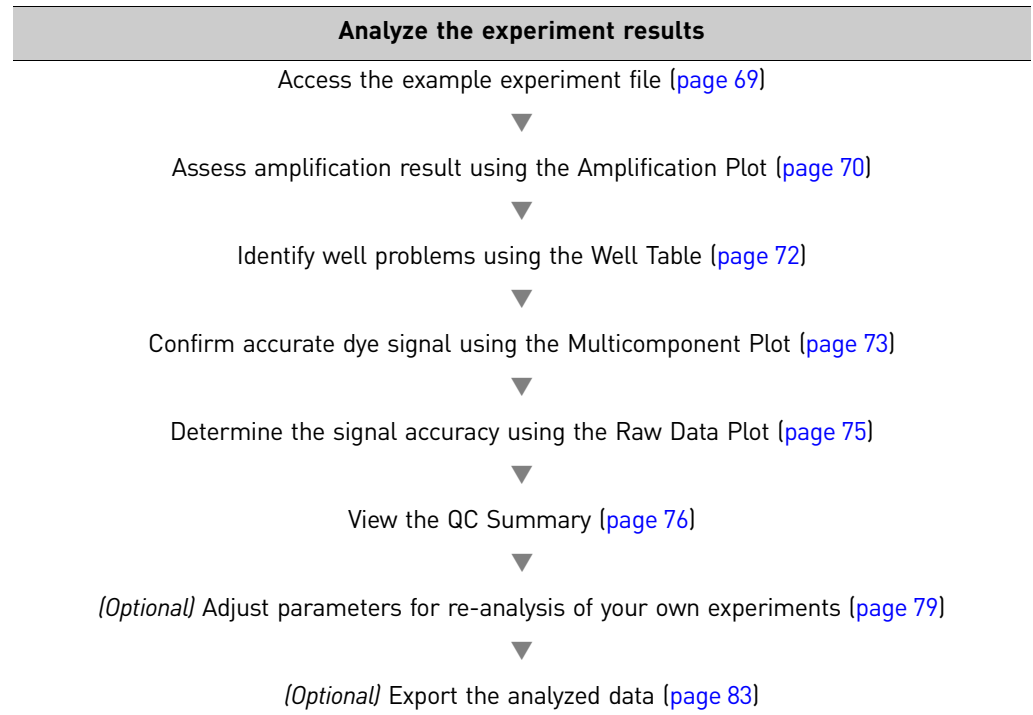 Analyze the experiment results
Access the example experiment file (page 69)
Assess amplification result using the Amplification Plot (page 70)
Identify well problems using the Well Table (page 72)
Confirm accurate dye signal using the Multicomponent Plot (page 73)
Determine the signal accuracy using the Raw Data Plot (page 75)
View the QC Summary (page 76)
(Optional) Adjust parameters for re-analysis of your own experiments (page 79)
(Optional) Export the analyzed data (page 83)